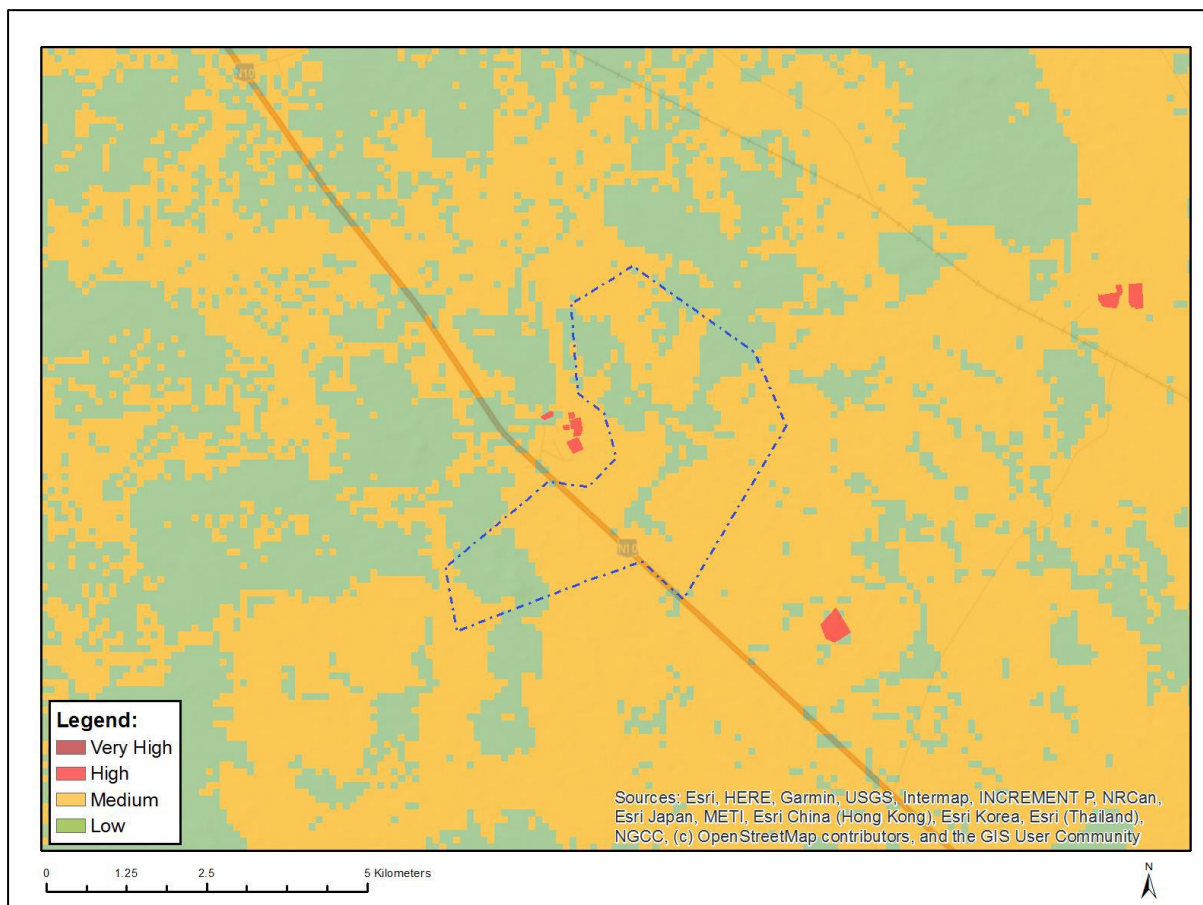 N10
N10
Legend:
Very High
High
Medium
Low
Sources: Esri, HERE, Garmin, USGS, Intermap, INCREMENT P, NRCan,
Esri Japan, METI, Esri China (Hong Kong), Esri Korea, Esri (Thailand),
NGCC, (c) OpenStreetMap contributors, and the GIS User Community
0 1.25 2.5 5 Kilometers
N